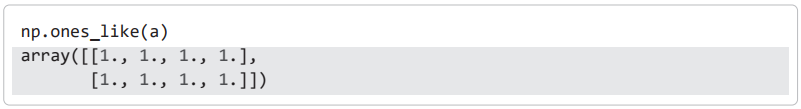 np.ones_like(a)
array([[1., 1., 1., 1.],
       [1., 1., 1., 1.]])